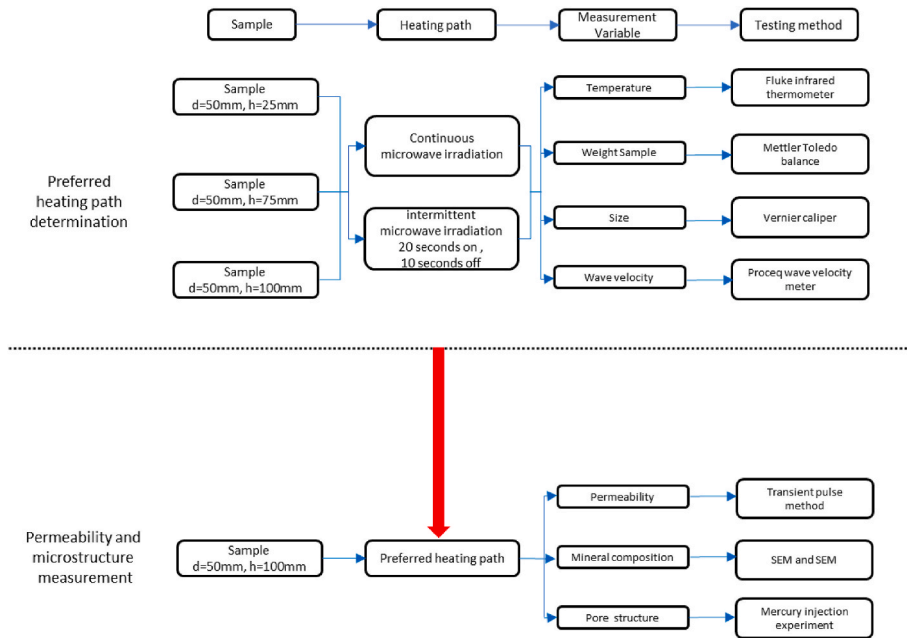 Sample
Heating path
Measurement
Variable
Testing method
Preferred
heating path
determination
Sample
d=50mm, h=25mm
Sample
d=50mm, h=75mm
Sample
d=50mm, h=100mm
Continuous
microwave irradiation
intermittent
microwave irradiation
20 seconds on ,
10 seconds off
Temperature
Weight Sample
Size
Wave velocity
Fluke infrared
thermometer
Mettler Toledo
balance
Vernier caliper
Proceq wave velocity
meter
Permeability and
microstructure
measurement
Sample
d=50mm, h=100mm
Preferred heating path
Permeability
Mineral composition
Pore structure
Transient pulse
method
SEM and SEM
Mercury injection
experiment